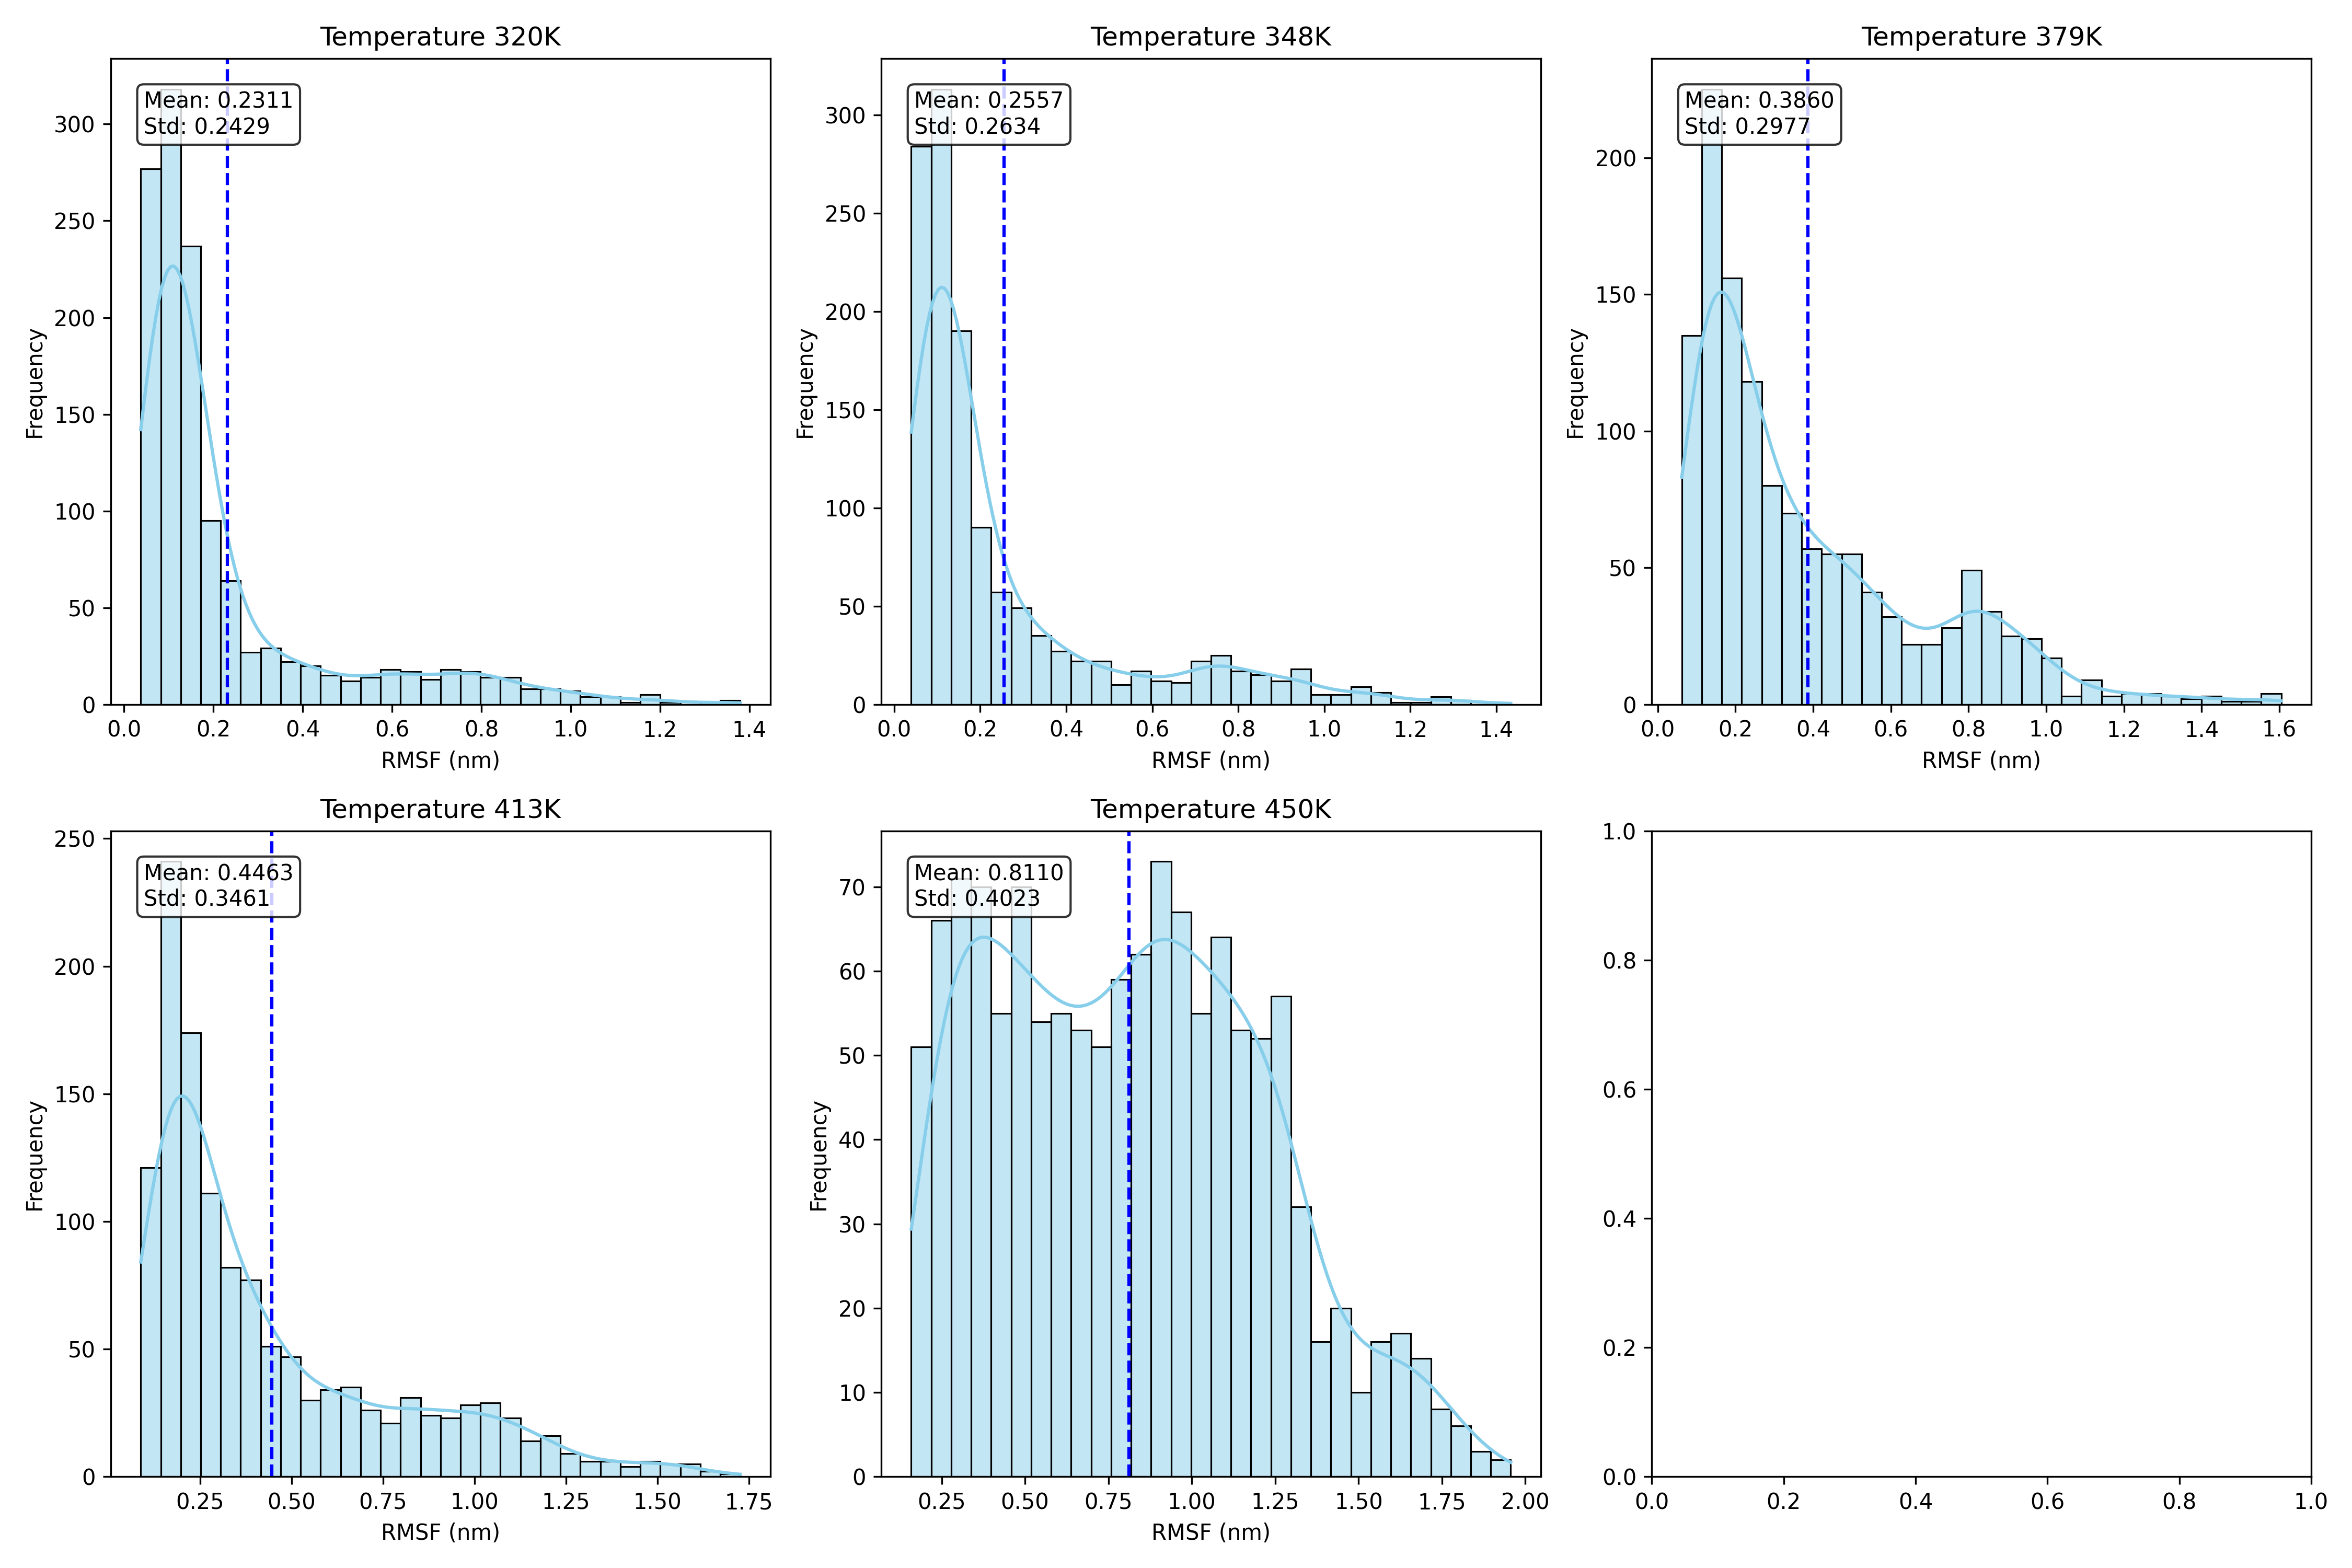 Temperature 320K
Mean: 0.2311
Std: 0.2429
Frequency
300
250
200
150
100
50
0
0.0 0.2 0.4 0.6 0.8 1.0 1.2 1.4
RMSF (nm)
Temperature 348K
Mean: 0.2557
Std: 0.2634
Frequency
300
250
200
150
100
50
0
0.0 0.2 0.4 0.6 0.8 1.0 1.2 1.4
RMSF (nm)
Temperature 379K
Mean: 0.3860
Std: 0.2977
Frequency
200
150
100
50
0
0.0 0.2 0.4 0.6 0.8 1.0 1.2 1.4 1.6
RMSF (nm)
Temperature 413K
Mean: 0.4463
Std: 0.3461
Frequency
250
200
150
100
50
0
0.25 0.50 0.75 1.00 1.25 1.50 1.75
RMSF (nm)
Temperature 450K
Mean: 0.8110
Std: 0.4023
Frequency
70
60
50
40
30
20
10
0
0.25 0.50 0.75 1.00 1.25 1.50 1.75 2.00
RMSF (nm)
1.0
0.8
0.6
0.4
0.2
0.0
0.0 0.2 0.4 0.6 0.8 1.0